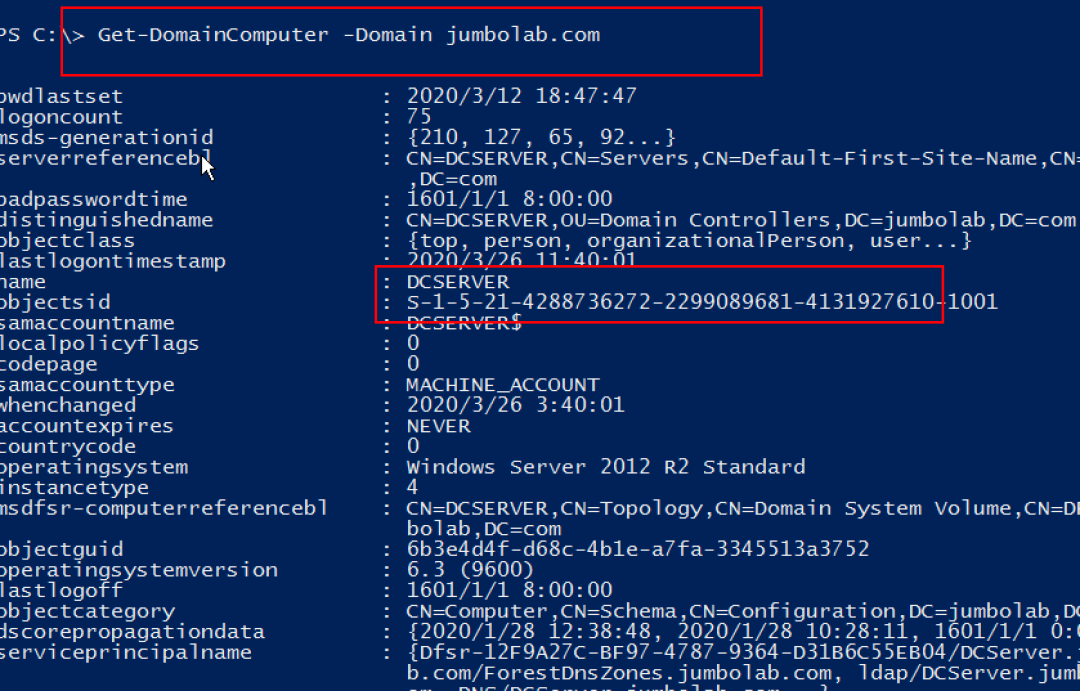 PS C:\> Get-DomainComputer -Domain jumbolab.com
pwdlastset : 2020/3/12 18:47:47
logoncount : 75
msds-generationid : {210, 127, 65, 92...}
serverreferencebl : CN=DCSERVER,CN=Servers,CN=Default-First-Site-Name,CN=
,DC=com
badpasswordtime : 1601/1/1 8:00:00
distinguishedname : CN=DCSERVER,OU=Domain Controllers,DC=jumbolab,DC=com
objectclass : {top, person, organizationalPerson, user...}
lastlogontimestamp : 2020/3/26 11:40:01
name : DCSERVER
objectsid : S-1-5-21-4288736272-2299089681-4131927610-1001
samaccountname : DCSERVER$
localpolicyflags : 0
codepage : 0
samaccounttype : MACHINE_ACCOUNT
whenchanged : 2020/3/26 3:40:01
accountexpires : NEVER
countrycode : 0
operatingsystem : Windows Server 2012 R2 Standard
instancetype : 4
msdfsr-computerreferencebl : CN=DCSERVER,CN=Topology,CN=Domain System Volume,CN=DF
bolab,DC=com
objectguid : 6b3e4d4f-d68c-4b1e-a7fa-3345513a3752
operatingsystemversion : 6.3 (9600)
lastlogoff : 1601/1/1 8:00:00
objectcategory : CN=Computer,CN=Schema,CN=Configuration,DC=jumbolab,DC
dscorepropagationdata : {2020/1/28 12:38:48, 2020/1/28 10:28:11, 1601/1/1 0:0
serviceprincipalname : {Dfsr-12F9A27C-BF97-4787-9364-D31B6C55EB04/DCServer.j
b.com/ForestDnsZones.jumbolab.com, ldap/DCServer.jumb